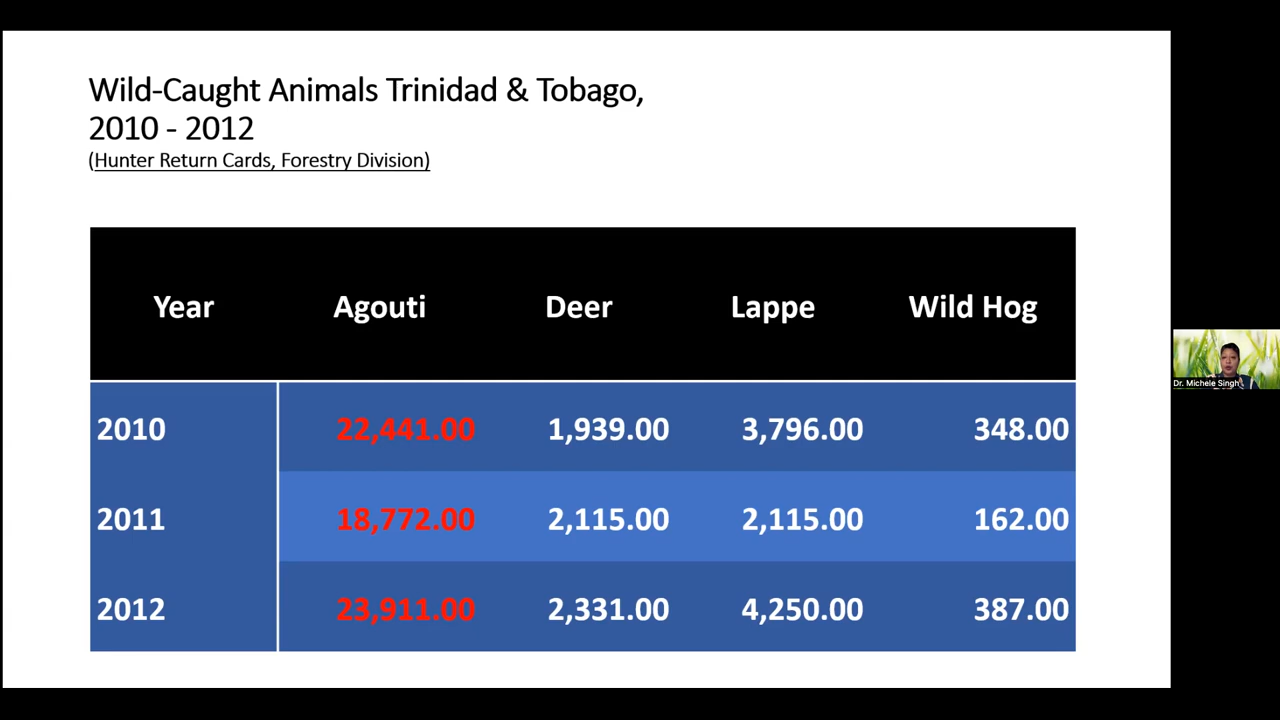 Wild-Caught Animals Trinidad & Tobago,
2010 - 2012
(Hunter Return Cards, Forestry Division)
Year Agouti Deer Lappe Wild Hog
2010 22,441.00 1,939.00 3,796.00 348.00
2011 18,772.00 2,115.00 2,115.00 162.00
2012 23,911.00 2,331.00 4,250.00 387.00
Dr. Michele Singh